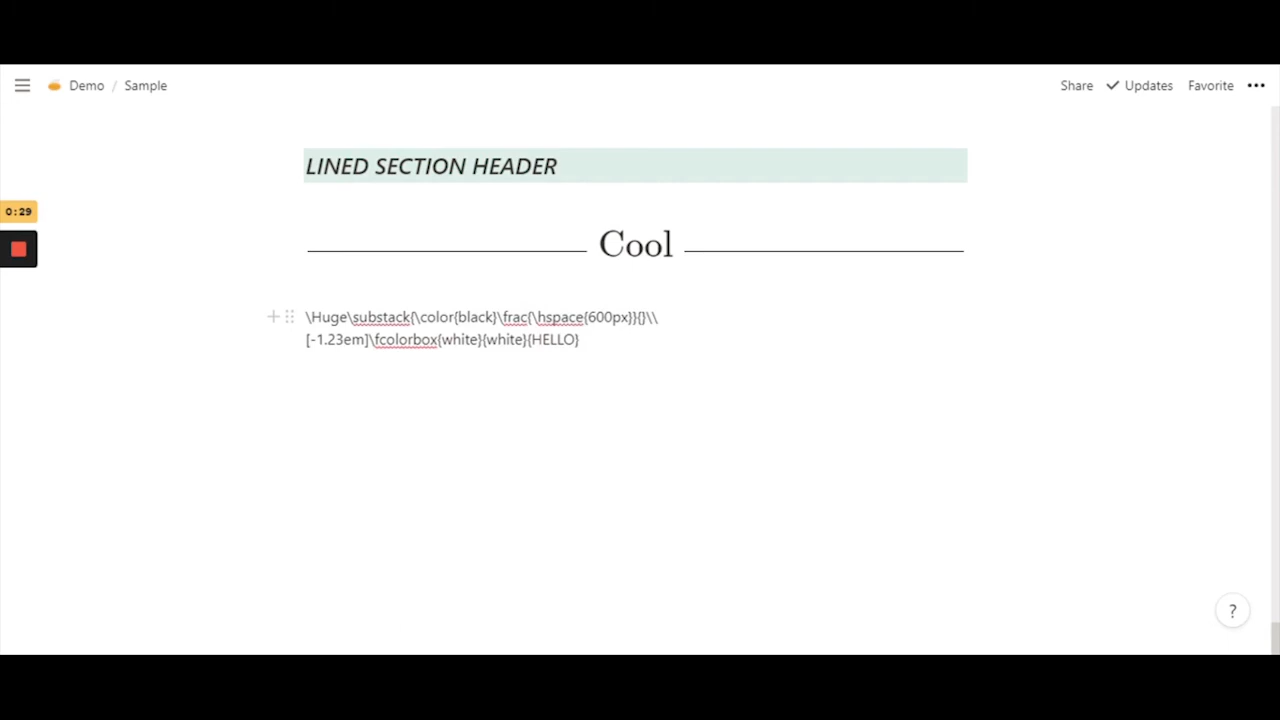 Demo / Sample
Share Updates Favorite
LINED SECTION HEADER
0:29
Cool
\Huge\substack{\color{black}\frac{\hspace{600px}}{}\\
[-1.23em]\fcolorbox{white}{white}{HELLO}
?